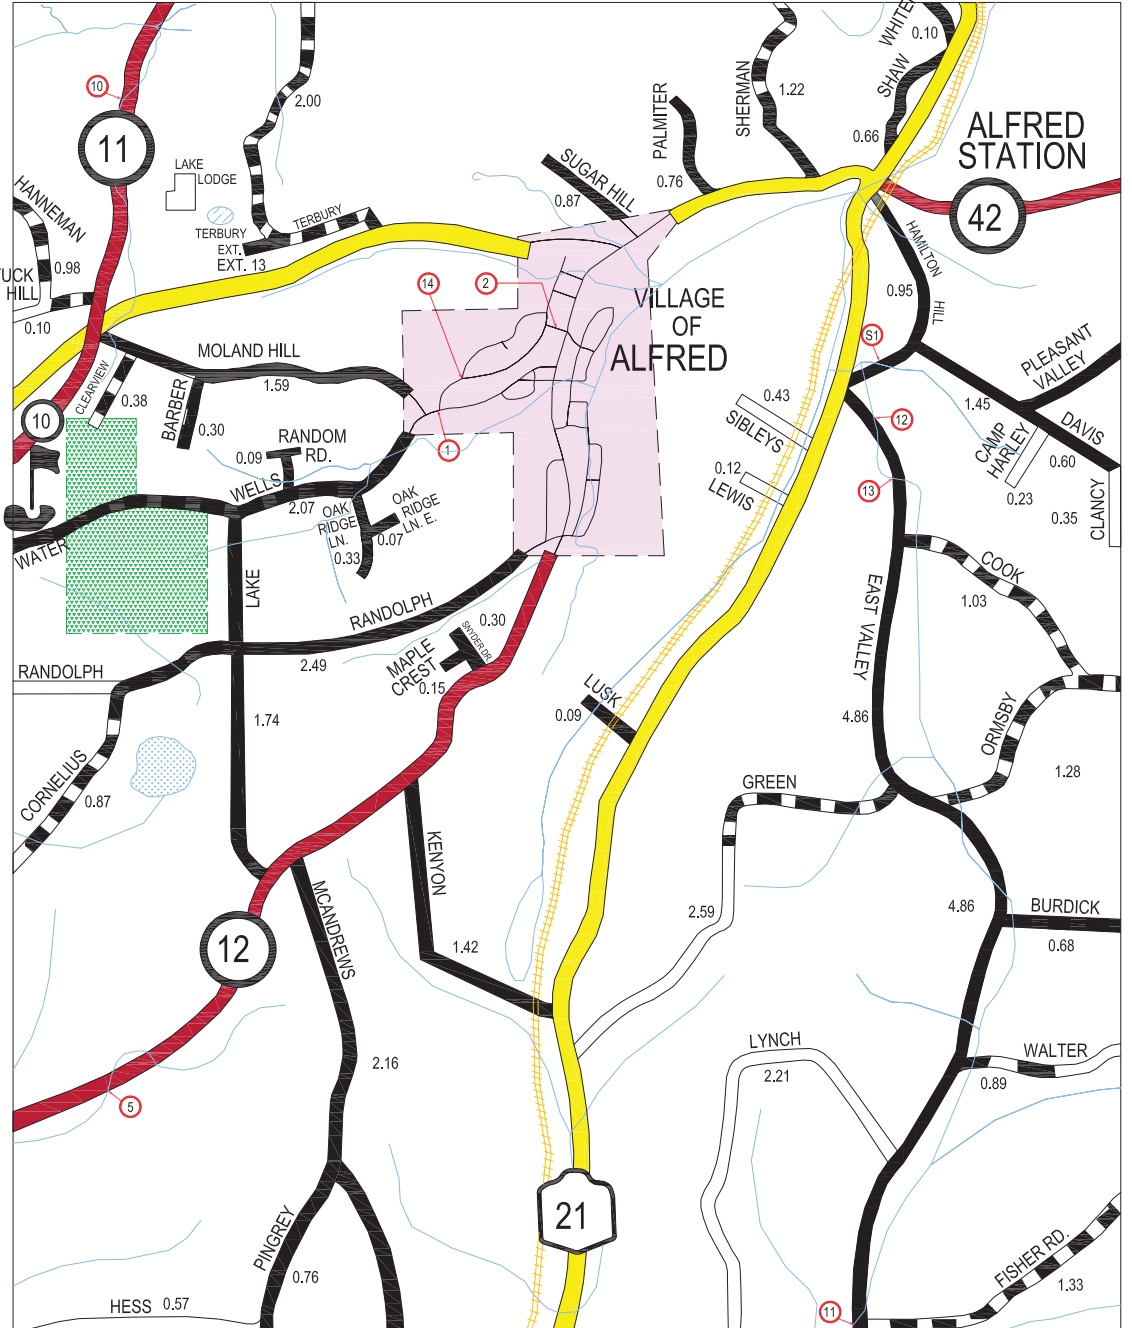 WHITE
0.10
10
2.00
SHERMAN
1.22
SHAW
11
PALMITER
0.66
ALFRED
STATION
LAKE
LODGE
SUGAR HILL
0.87
0.76
HANNEMAN
TERBURY
TERBURY
EXT.
EXT. 13
42
HAMILTON
HILL
0.98
TUCK
HILL
0.10
14
2
VILLAGE
OF
ALFRED
0.95
S1
MOLAND HILL
1.59
PLEASANT
VALLEY
CLEARVIEW
0.38
BARBER
0.30
10
0.43
SIBLEYS
1.45
12
CAMP
HARLEY
DAVIS
0.60
RANDOM
RD.
0.09
1
0.12
LEWIS
13
0.23
WELLS
2.07
OAK
RIDGE
LN.
0.33
OAK
RIDGE
LN. E.
0.07
0.35
CLANCY
WATER
LAKE
COOK
1.03
EAST VALLEY
RANDOLPH
2.49
0.30
SNYDER DR.
MAPLE
CREST
0.15
RANDOLPH
LUSK
0.09
4.86
ORMSBY
1.28
1.74
CORNELIUS
0.87
GREEN
KENYON
1.42
MCANDREWS
2.59
4.86
BURDICK
0.68
12
LYNCH
2.21
WALTER
0.89
2.16
5
21
PINGREY
0.76
FISHER RD.
1.33
HESS 0.57
11